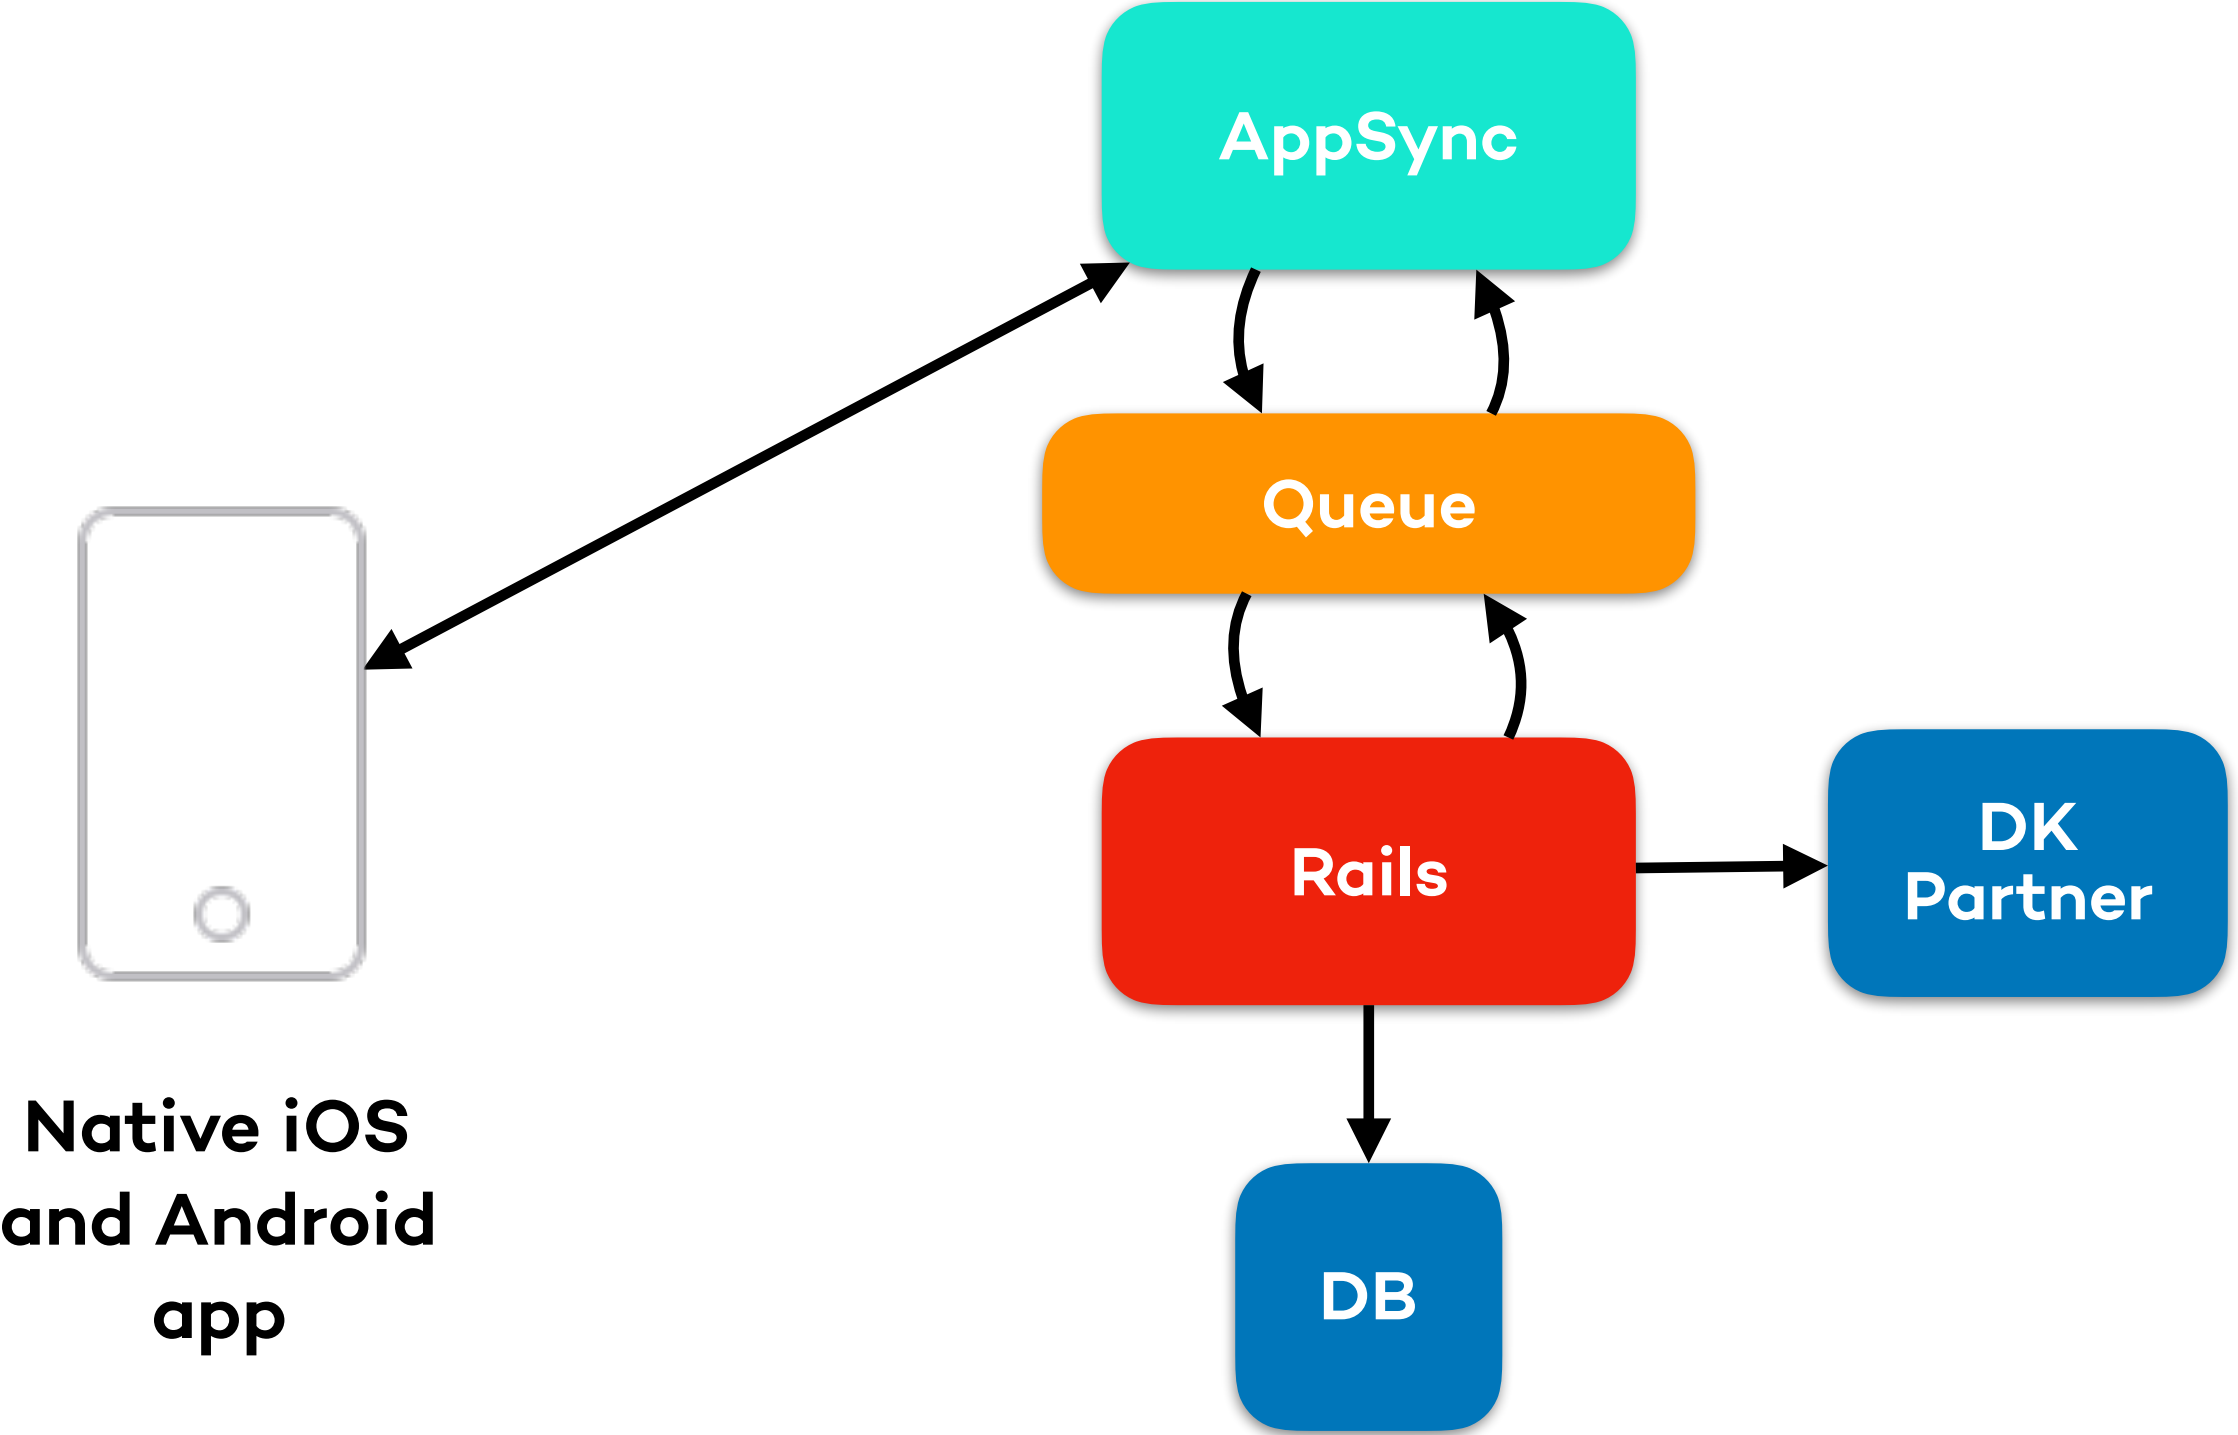 AppSync
Queue
Rails
DK
Partner
DB
Native iOS
and Android
app